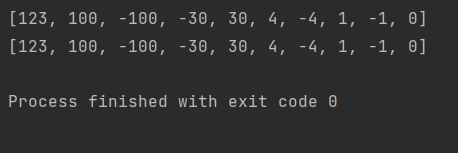 [123, 100, -100, -30, 30, 4, -4, 1, -1, 0]
[123, 100, -100, -30, 30, 4, -4, 1, -1, 0]
Process finished with exit code 0